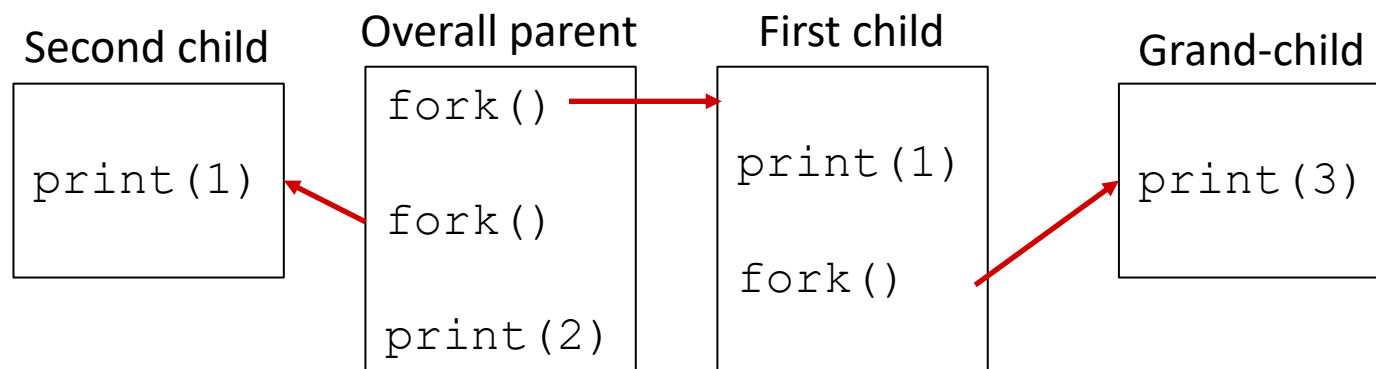 Second child
print(1)
Overall parent
fork()
fork()
print(2)
First child
print(1)
fork()
Grand-child
print(3)